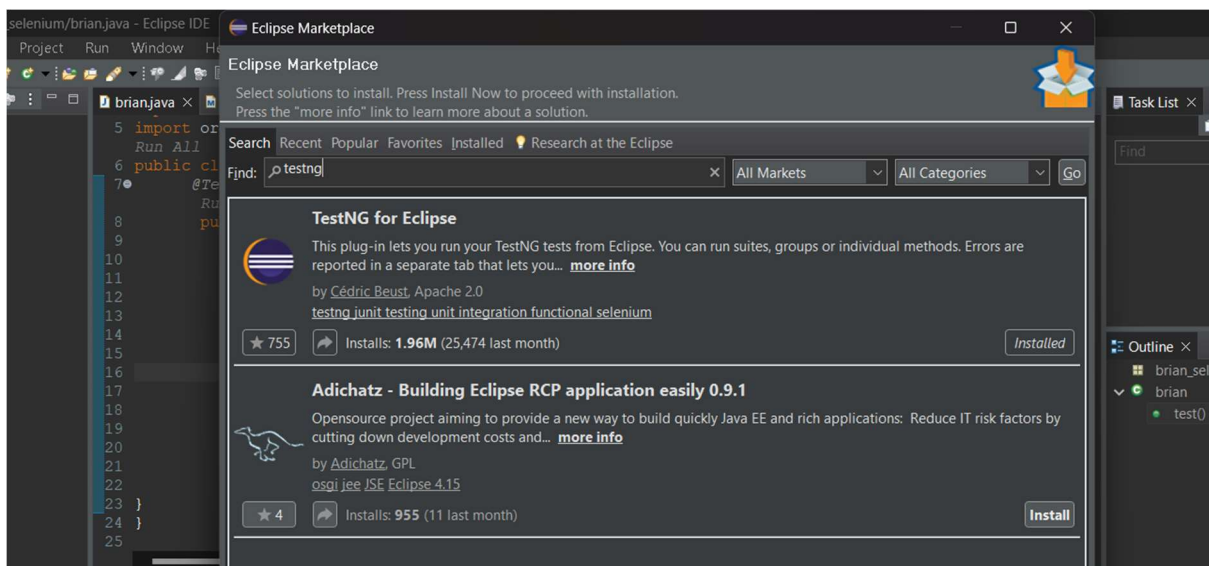 _selenium/brian.java - Eclipse IDE
Project Run Window
brian.java
5 import
Run All
6 public
7
8
9
10
11
12
13
14
15
16
17
18
19
20
21
22
23 }
24 }
25
Eclipse Marketplace
Eclipse Marketplace
Select solutions to install. Press Install Now to proceed with installation.
Press the "more info" link to learn more about a solution.
Search Recent Popular Favorites Installed Research at the Eclipse
Find: testng All Markets All Categories Go
TestNG for Eclipse
This plug-in lets you run your TestNG tests from Eclipse. You can run suites, groups or individual methods. Errors are
reported in a separate tab that lets you... more info
by Cédric Beust, Apache 2.0
testng junit testing unit integration functional selenium
755 Installs: 1.96M (25,474 last month) Installed
Adichatz - Building Eclipse RCP application easily 0.9.1
Opensource project aiming to provide a new way to build quickly Java EE and rich applications: Reduce IT risk factors by
cutting down development costs and... more info
by Adichatz, GPL
osgi jee JSE Eclipse 4.15
4 Installs: 955 (11 last month) Install
Task List
Find
Outline
brian_sel
brian
test()